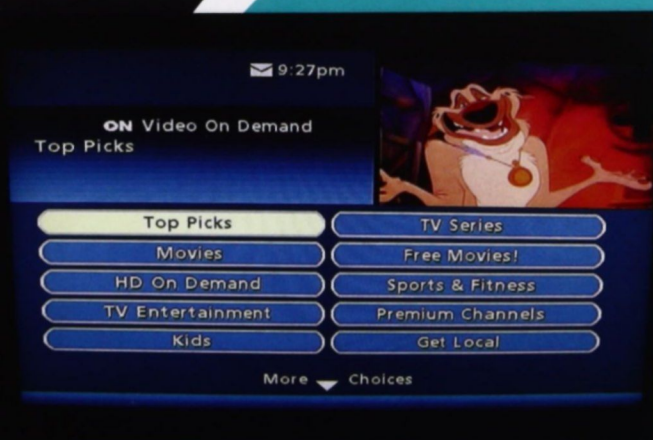 9:27pm
ON Video On Demand
Top Picks
Top Picks
TV Series
Movies
Free Movies!
HD On Demand
Sports & Fitness
TV Entertainment
Premium Channels
Kids
Get Local
More Choices